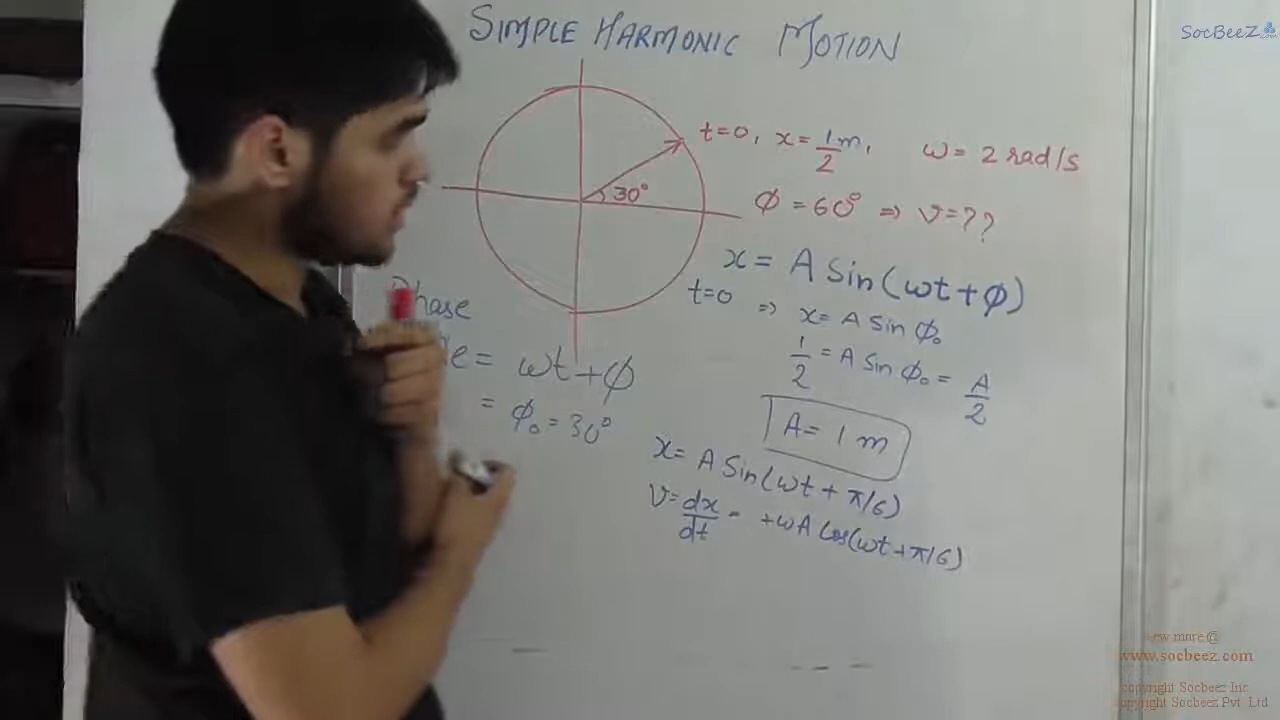 SIMPLE HARMONIC MOTION
SocBeeZ
t=0, x=1/2 m, ω= 2 rad/s
30°
ϕ = 60° ⇒ v=??
x= A Sin(ωt+ϕ)
t=0 ⇒ x= A Sin ϕ₀
1/2 = A Sin ϕ₀ = A/2
A= 1 m
x= A Sin(ωt + π/6)
v= dx/dt = +ωA Cos(ωt+π/6)
Phase
= ωt+ϕ
= ϕ₀ = 30°
www.socbeez.com
copyright Socbeez Inc
copyright Socbeez Pvt Ltd